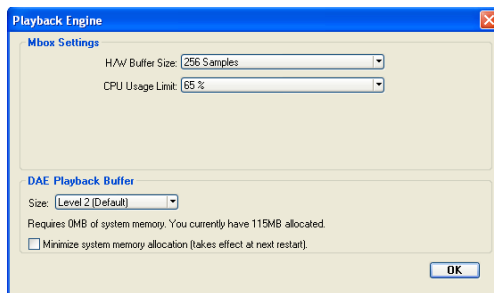 Playback Engine
Mbox Settings
H/W Buffer Size: 256 Samples
CPU Usage Limit: 65 %
DAE Playback Buffer
Size: Level 2 (Default)
Requires 0MB of system memory. You currently have 115MB allocated.
Minimize system memory allocation (takes effect at next restart).
OK